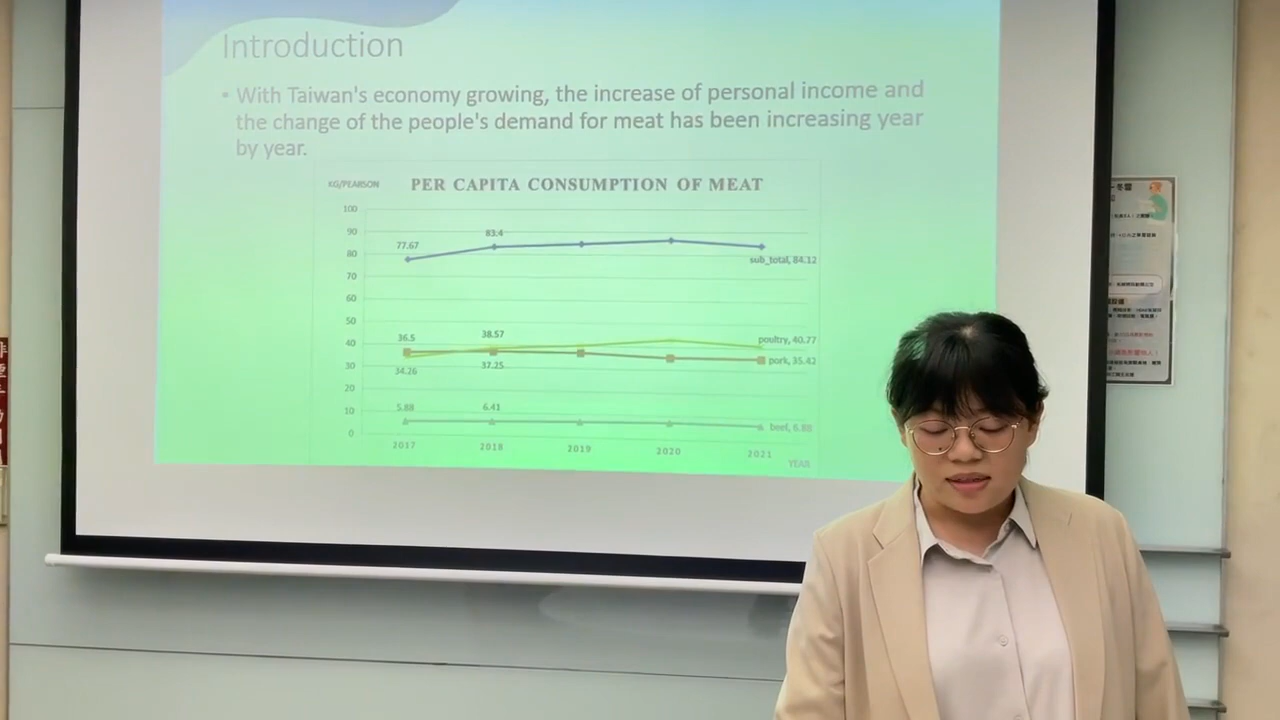 Introduction
• With Taiwan's economy growing, the increase of personal income and
the change of the people's demand for meat has been increasing year
by year.
KG/PEARSON
PER CAPITA CONSUMPTION OF MEAT
100
90
80
70
60
50
40
30
20
10
0
77.67
83.4
sub_total, 84.12
36.5
38.57
poultry, 40.77
34.26
37.25
pork, 35.42
5.88
6.41
beef, 6.88
2017
2018
2019
2020
2021
YEAR